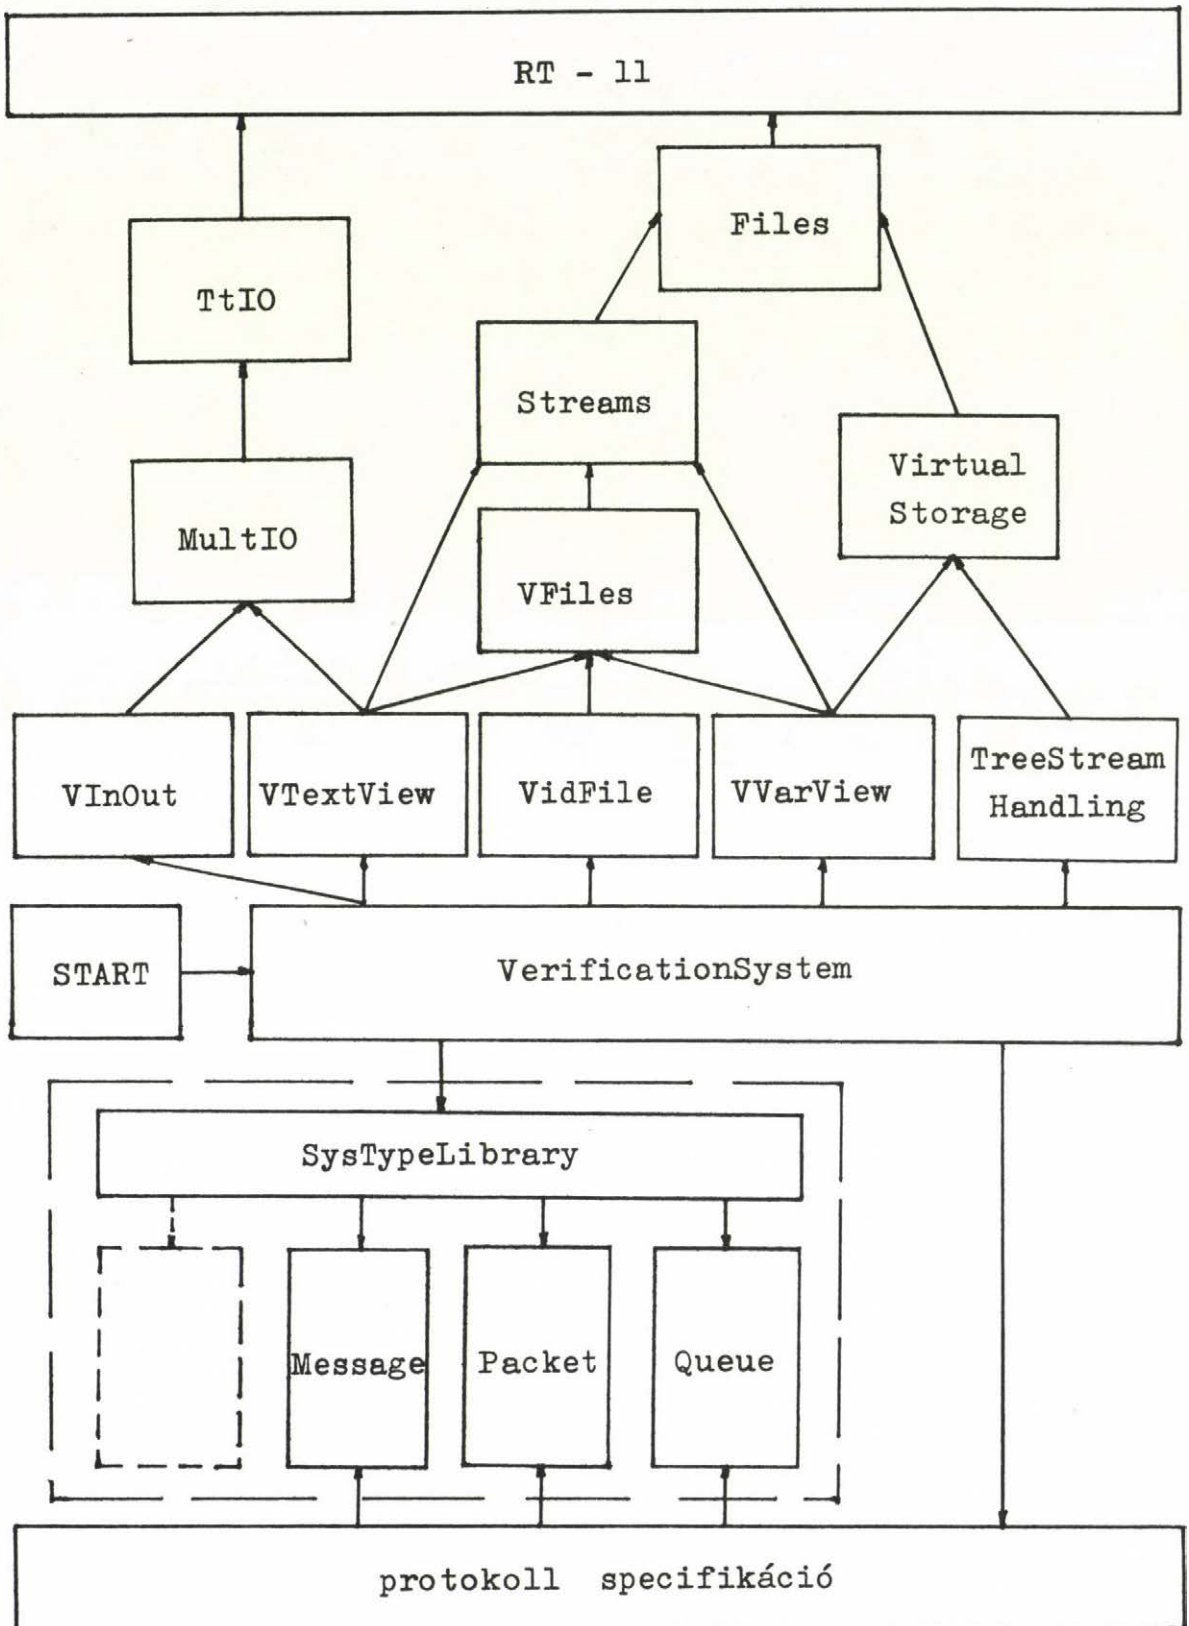 RT - 11
Files
TtIO
Streams
Virtual
Storage
MultIO
VFiles
VInOut
VTextView
VidFile
VVarView
TreeStream
Handling
START
VerificationSystem
SysTypeLibrary
Message
Packet
Queue
protokoll specifikáció